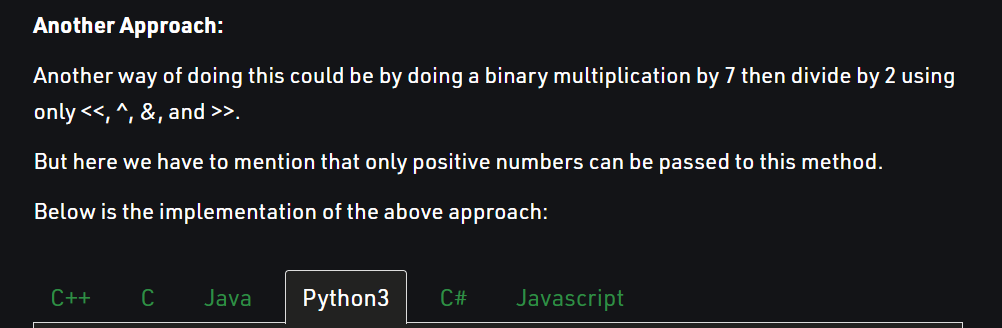 Another Approach:
Another way of doing this could be by doing a binary multiplication by 7 then divide by 2 using
only <<, ^, &, and >>.
But here we have to mention that only positive numbers can be passed to this method.
Below is the implementation of the above approach:
C++ C Java Python3 C# Javascript